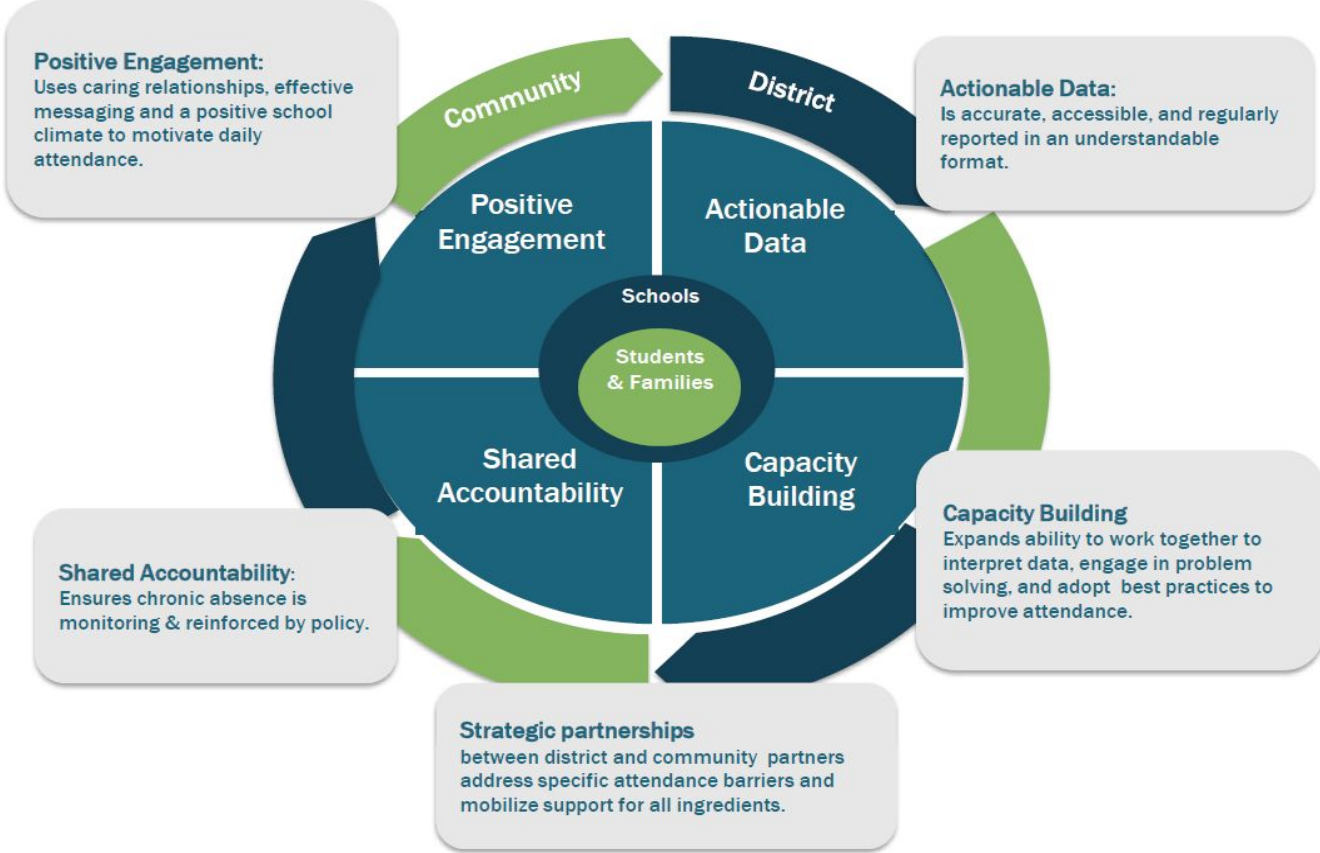 Positive Engagement:
Uses caring relationships, effective
messaging and a positive school
climate to motivate daily
attendance.
Community
District
Actionable Data:
Is accurate, accessible, and regularly
reported in an understandable
format.
Positive
Engagement
Actionable
Data
Schools
Students
& Families
Shared
Accountability
Capacity
Building
Shared Accountability:
Ensures chronic absence is
monitoring & reinforced by policy.
Capacity Building
Expands ability to work together to
interpret data, engage in problem
solving, and adopt best practices to
improve attendance.
Strategic partnerships
between district and community partners
address specific attendance barriers and
mobilize support for all ingredients.